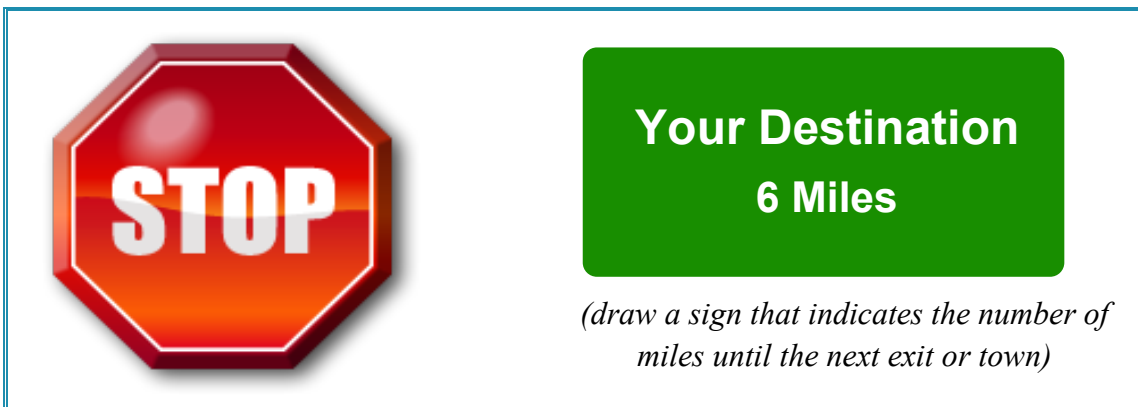 STOP
Your Destination
6 Miles
(draw a sign that indicates the number of
miles until the next exit or town)